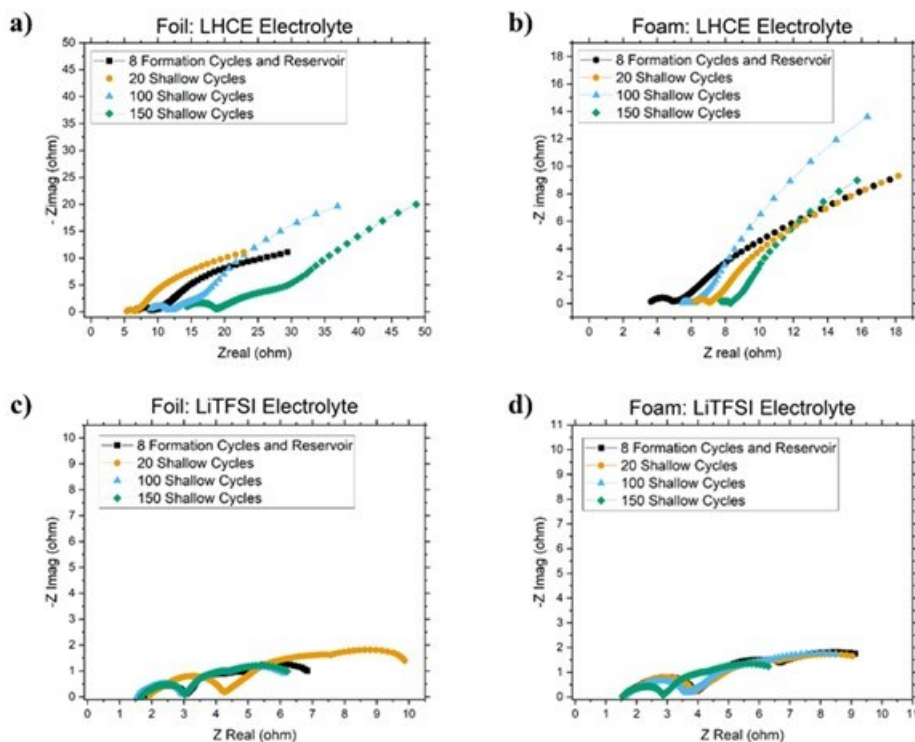 a)
Foil: LHCE Electrolyte
50
45
40
35
30
25
20
15
10
5
0
- Zimag (ohm)
8 Formation Cycles and Reservoir
20 Shallow Cycles
100 Shallow Cycles
150 Shallow Cycles
0 5 10 15 20 25 30 35 40 45 50
Zreal (ohm)
b)
Foam: LHCE Electrolyte
18
16
14
12
10
8
6
4
2
0
-Z imag (ohm)
8 Formation Cycles and Reservoir
20 Shallow Cycles
100 Shallow Cycles
150 Shallow Cycles
0 2 4 6 8 10 12 14 16 18
Z real (ohm)
c)
Foil: LiTFSI Electrolyte
10
9
8
7
6
5
4
3
2
1
0
-Z Imag (ohm)
8 Formation Cycles and Reservoir
20 Shallow Cycles
100 Shallow Cycles
150 Shallow Cycles
0 1 2 3 4 5 6 7 8 9 10
Z Real (ohm)
d)
Foam: LiTFSI Electrolyte
11
10
9
8
7
6
5
4
3
2
1
0
-Z Imag (ohm)
8 Formation Cycles and Reservoir
20 Shallow Cycles
100 Shallow Cycles
150 Shallow Cycles
0 1 2 3 4 5 6 7 8 9 10 11
Z Real (ohm)